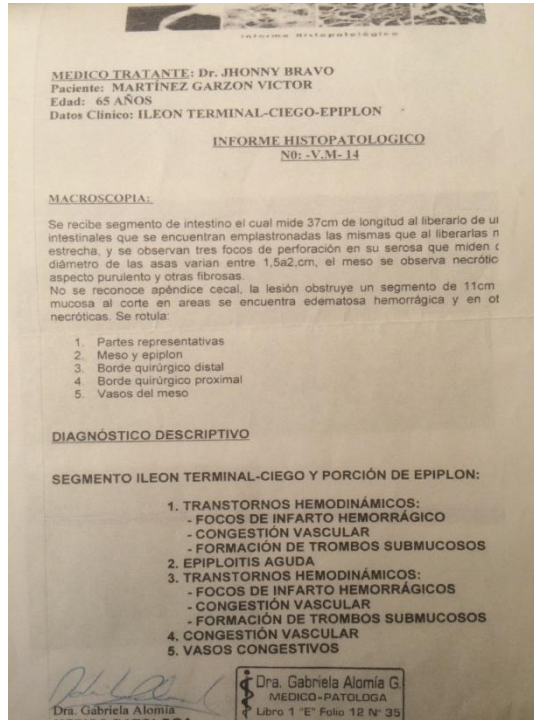 Informe Histopatológico
MEDICO TRATANTE: Dr. JHONNY BRAVO
Paciente: MARTÍNEZ GARZON VICTOR
Edad: 65 AÑOS
Datos Clínico: ILEON TERMINAL-CIEGO-EPIPLON
INFORME HISTOPATOLOGICO
N0: -V.M- 14
MACROSCOPIA:
Se recibe segmento de intestino el cual mide 37cm de longitud al liberarlo de
intestinales que se encuentran emplastronadas las mismas que al liberarlas
estrecha, y se observan tres focos de perforación en su serosa que miden
diámetro de las asas varian entre 1,5a2,cm, el meso se observa
aspecto purulento y otras fibrosas.
No se reconoce apéndice cecal, la lesión obstruye un segmento de 11cm
mucosa al corte en areas se encuentra edematosa hemorrágica y en
necróticas. Se rotula:
1. Partes representativas
2. Meso y epiplon
3. Borde quirúrgico distal
4. Borde quirúrgico proximal
5. Vasos del meso
DIAGNÓSTICO DESCRIPTIVO
SEGMENTO ILEON TERMINAL-CIEGO Y PORCIÓN DE EPIPLON:
1. TRANSTORNOS HEMODINÁMICOS:
- FOCOS DE INFARTO HEMORRÁGICO
- CONGESTIÓN VASCULAR
- FORMACIÓN DE TROMBOS SUBMUCOSOS
2. EPIPLOITIS AGUDA
3. TRANSTORNOS HEMODINÁMICOS:
- FOCOS DE INFARTO HEMORRÁGICOS
- CONGESTIÓN VASCULAR
- FORMACIÓN DE TROMBOS SUBMUCOSOS
4. CONGESTIÓN VASCULAR
5. VASOS CONGESTIVOS
Dra. Gabriela Alomía
Dra. Gabriela Alomía G.
MEDICO-PATOLOGA
Libro 1 "E" Folio 12 N° 35